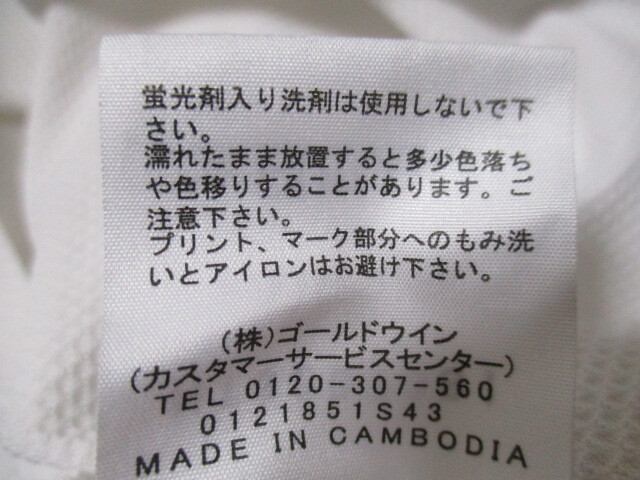 蛍光剤入り洗剤は使用しないで下
さい。
濡れたまま放置すると多少色落ち
や色移りすることがあります。ご
注意下さい。
プリント、マーク部分へのもみ洗
いとアイロンはお避け下さい。
(株)ゴールドウイン
(カスタマーサービスセンター)
TEL 0120-307-560
0121851S43
MADE IN CAMBODIA